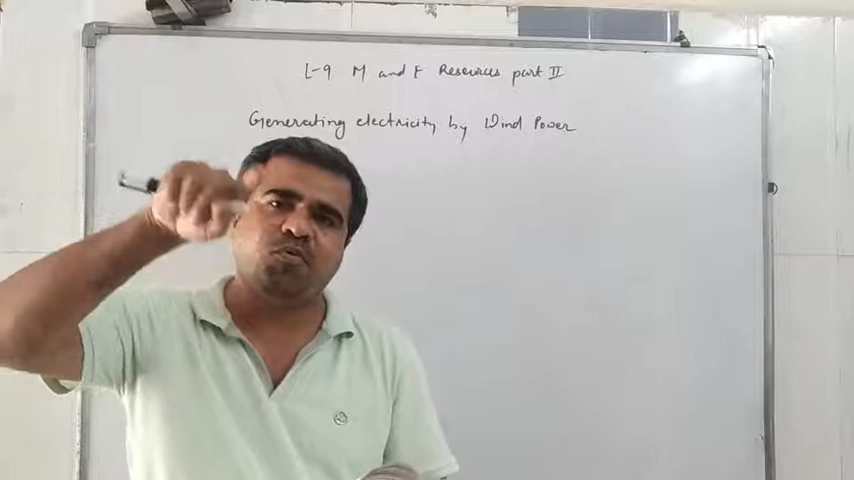 L-9 M and F Resources part II
Generating electricity by Wind Power